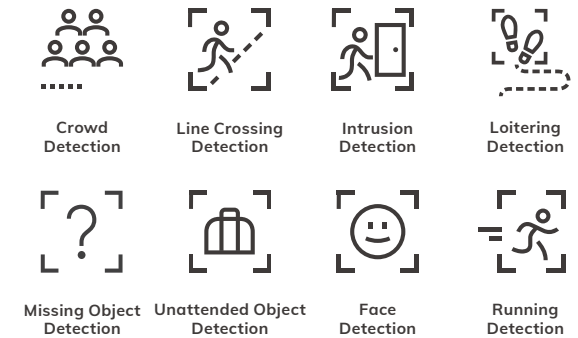 Crowd
Detection
Line Crossing
Detection
Intrusion
Detection
Loitering
Detection
Missing Object
Detection
Unattended Object
Detection
Face
Detection
Running
Detection